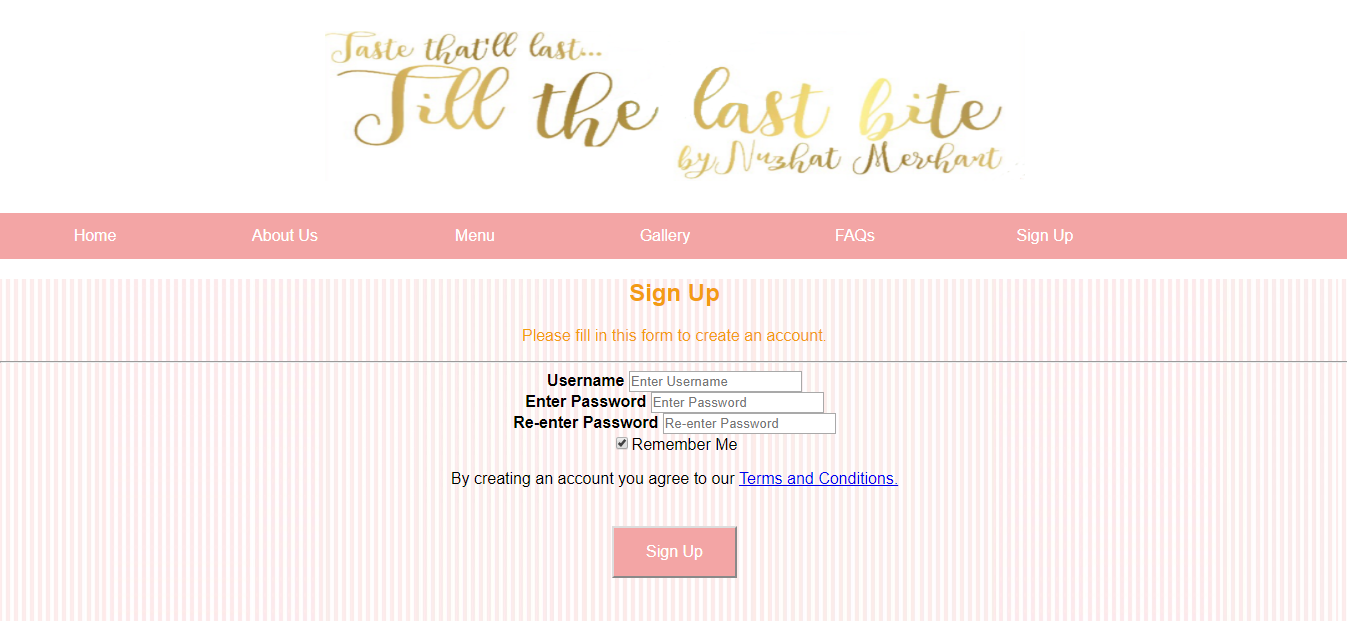 Taste that'll last...
Till the last bite
by Nuzhat Merchant
Home About Us Menu Gallery FAQs Sign Up
Sign Up
Please fill in this form to create an account.
Username Enter Username
Enter Password Enter Password
Re-enter Password Re-enter Password
Remember Me
By creating an account you agree to our Terms and Conditions.
Sign Up